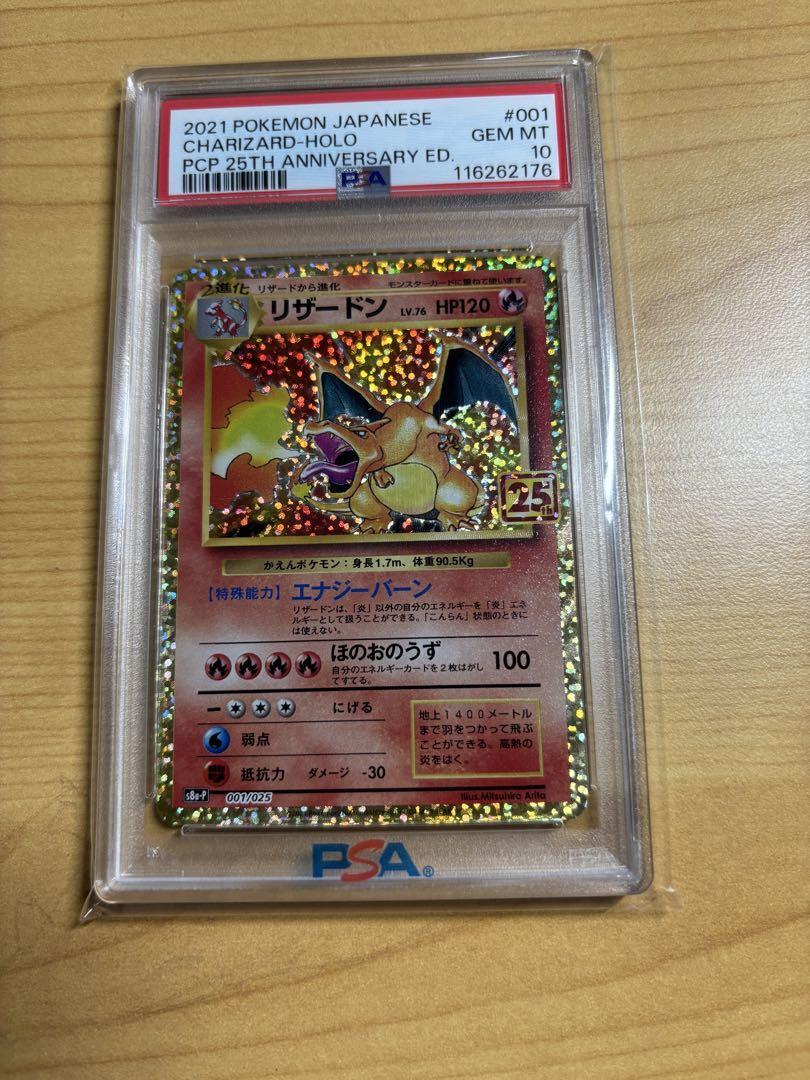 2021 POKEMON JAPANESE #001
CHARIZARD-HOLO GEM MT
PCP 25TH ANNIVERSARY ED. 10
PSA 116262176
2進化 リザードから進化 モンスターカードに重ねて使います。
リザードン LV.76 HP120
25th
かえんポケモン：身長1.7m、体重90.5Kg
【特殊能力】エナジーバーン
リザードンは、「炎」以外の自分のエネルギーを「炎」エネ
ルギーとして扱うことができる。「こんらん」状態のときに
は使えない。
ほのおのうず 100
自分のエネルギーカードを２枚はがし
てすてる。
にげる
弱点
抵抗力 ダメージ -30
地上１４００メートル
まで羽をつかって飛ぶ
ことができる。高熱の
炎をはく。
s8a-P 001/025
Illus. Mitsuhiro Arita
PSA®